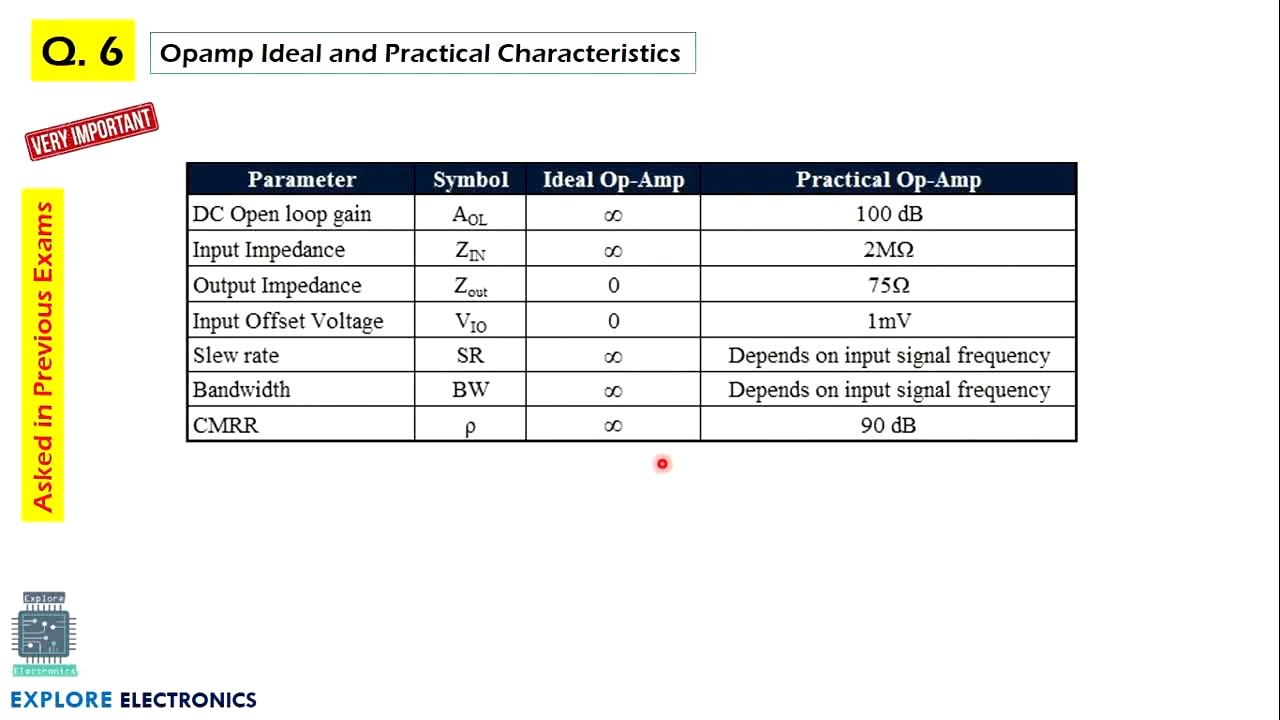 Q. 6
Opamp Ideal and Practical Characteristics
VERY IMPORTANT
Asked in Previous Exams
Parameter Symbol Ideal Op-Amp Practical Op-Amp
DC Open loop gain A_OL ∞ 100 dB
Input Impedance Z_IN ∞ 2MΩ
Output Impedance Z_out 0 75Ω
Input Offset Voltage V_IO 0 1mV
Slew rate SR ∞ Depends on input signal frequency
Bandwidth BW ∞ Depends on input signal frequency
CMRR ρ ∞ 90 dB
Explore
Electronics
EXPLORE ELECTRONICS